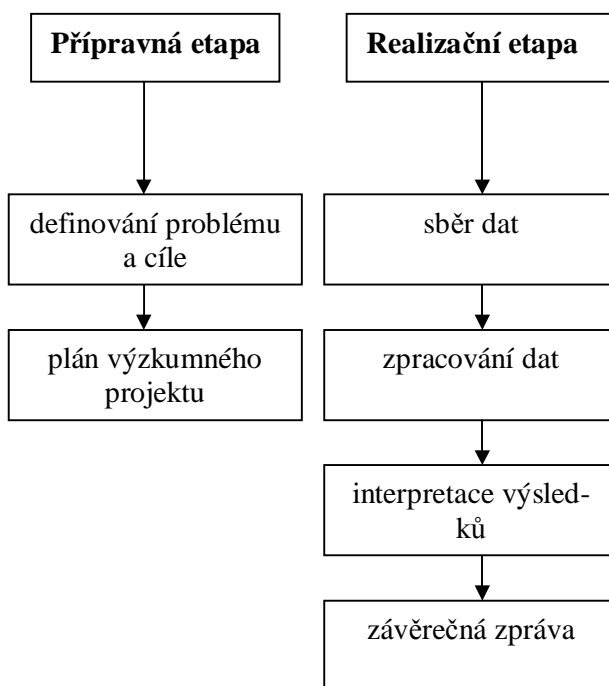 Přípravná etapa
definování problému
a cíle
plán výzkumného
projektu
Realizační etapa
sběr dat
zpracování dat
interpretace výsled-
ků
závěrečná zpráva